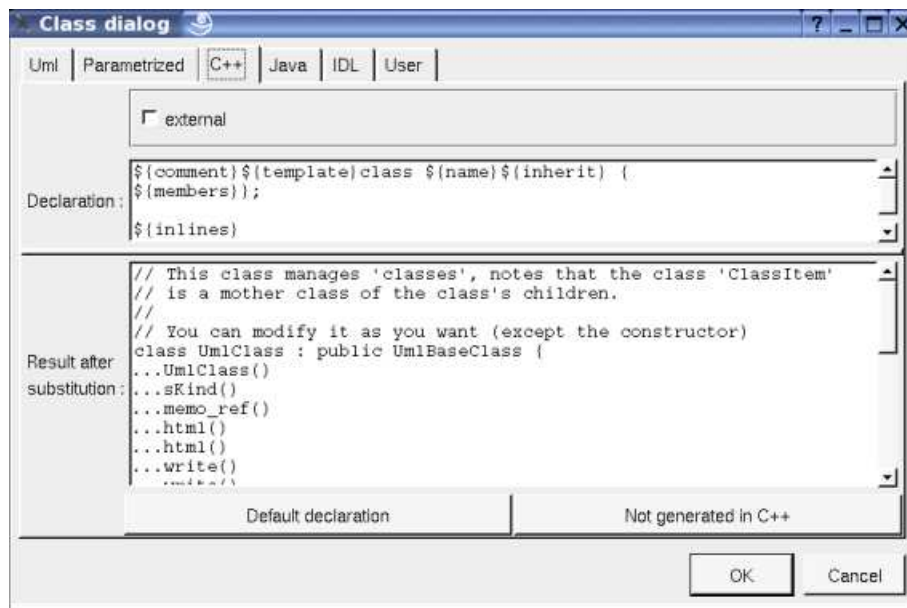 Class dialog
? _ X
Uml Parametrized C++ Java IDL User
external
Declaration :
${comment}${template}class ${name}${inherit} {
${members}};
${inlines}
Result after
substitution :
// This class manages 'classes', notes that the class 'ClassItem'
// is a mother class of the class's children.
//
// You can modify it as you want (except the constructor)
class UmlClass : public UmlBaseClass {
...UmlClass()
...sKind()
...memo_ref()
...html()
...html()
...write()
Default declaration Not generated in C++
OK Cancel